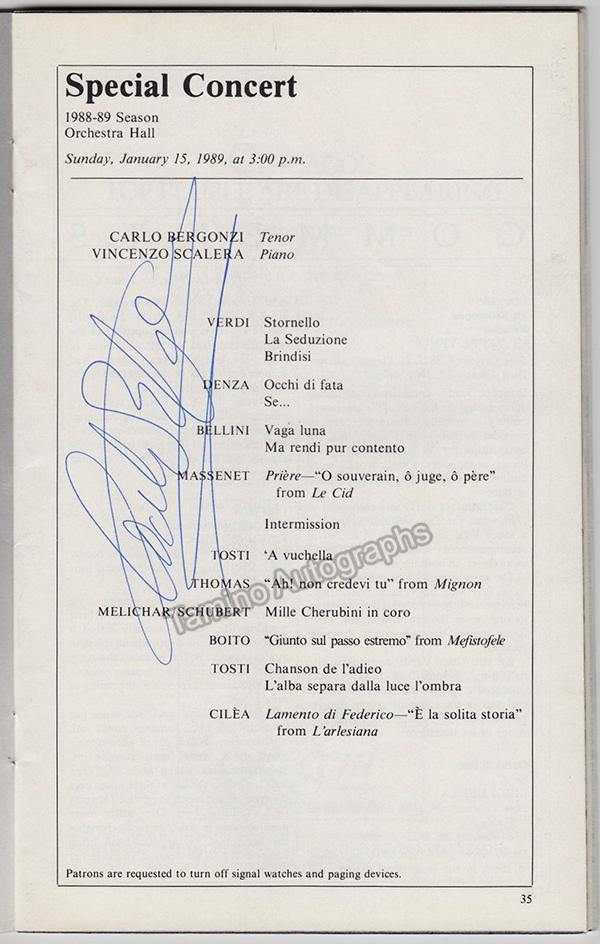 Special Concert
1988-89 Season
Orchestra Hall
Sunday, January 15, 1989, at 3:00 p.m.
CARLO BERGONZI Tenor
VINCENZO SCALERA Piano
VERDI Stornello
La Seduzione
Brindisi
DENZA Occhi di fata
Se...
BELLINI Vaga luna
Ma rendi pur contento
MASSENET Prière—“O souverain, ô juge, ô père”
from Le Cid
Intermission
TOSTI ‘A vuchella
THOMAS “Ah! non credevi tu” from Mignon
MELICHAR/SCHUBERT Mille Cherubini in coro
BOITO “Giunto sul passo estremo” from Mefistofele
TOSTI Chanson de l'adieo
L'alba separa dalla luce l'ombra
CILÈA Lamento di Federico—“È la solita storia”
from L'arlesiana
Patrons are requested to turn off signal watches and paging devices.
35
Tamino Autographs